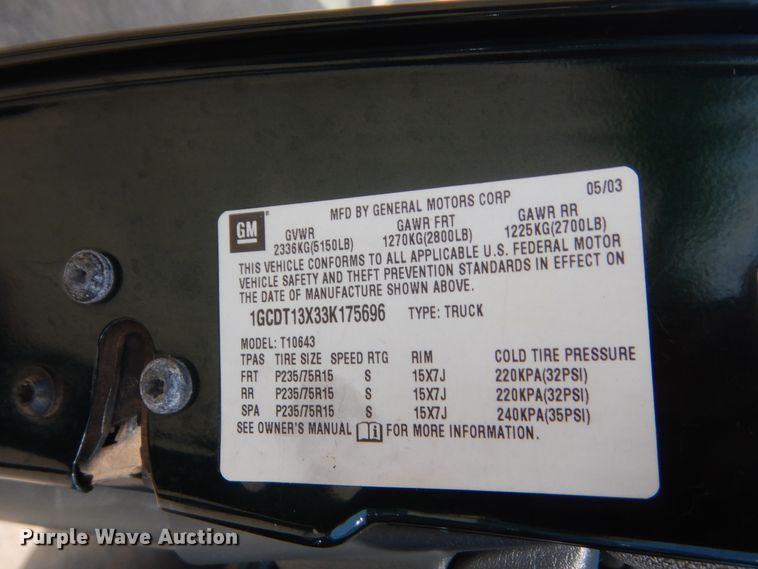 MFD BY GENERAL MOTORS CORP 05/03
GM®
GVWR GAWR FRT GAWR RR
2336KG(5150LB) 1270KG(2800LB) 1225KG(2700LB)
THIS VEHICLE CONFORMS TO ALL APPLICABLE U.S. FEDERAL MOTOR
VEHICLE SAFETY AND THEFT PREVENTION STANDARDS IN EFFECT ON
THE DATE OF MANUFACTURE SHOWN ABOVE.
1GCDT13X33K175696 TYPE: TRUCK
MODEL: T10643
TPAS TIRE SIZE SPEED RTG RIM COLD TIRE PRESSURE
FRT P235/75R15 S 15X7J 220KPA(32PSI)
RR P235/75R15 S 15X7J 220KPA(32PSI)
SPA P235/75R15 S 15X7J 240KPA(35PSI)
SEE OWNER'S MANUAL i FOR MORE INFORMATION.
Purple Wave Auction